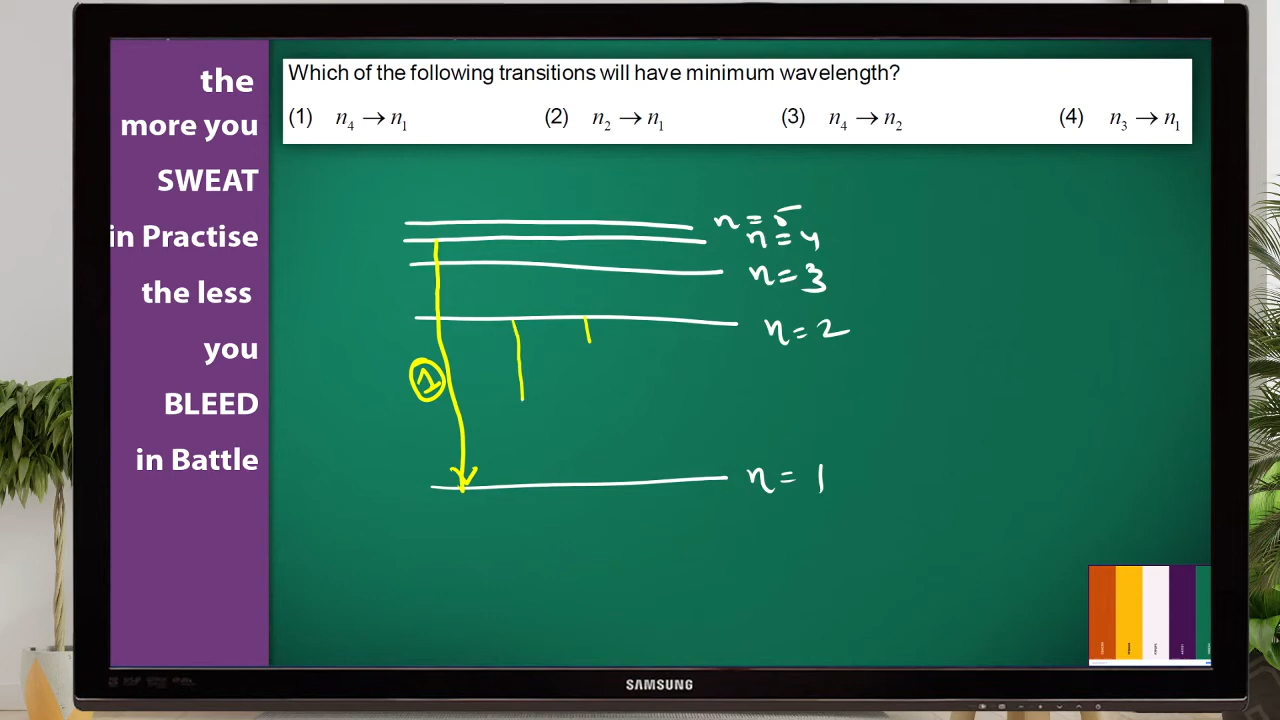 the
more you
SWEAT
in Practise
the less
you
BLEED
in Battle
Which of the following transitions will have minimum wavelength?
(1) n4 → n1 (2) n2 → n1 (3) n4 → n2 (4) n3 → n1
n = 5
n = 4
n = 3
n = 2
1
n = 1
SAMSUNG